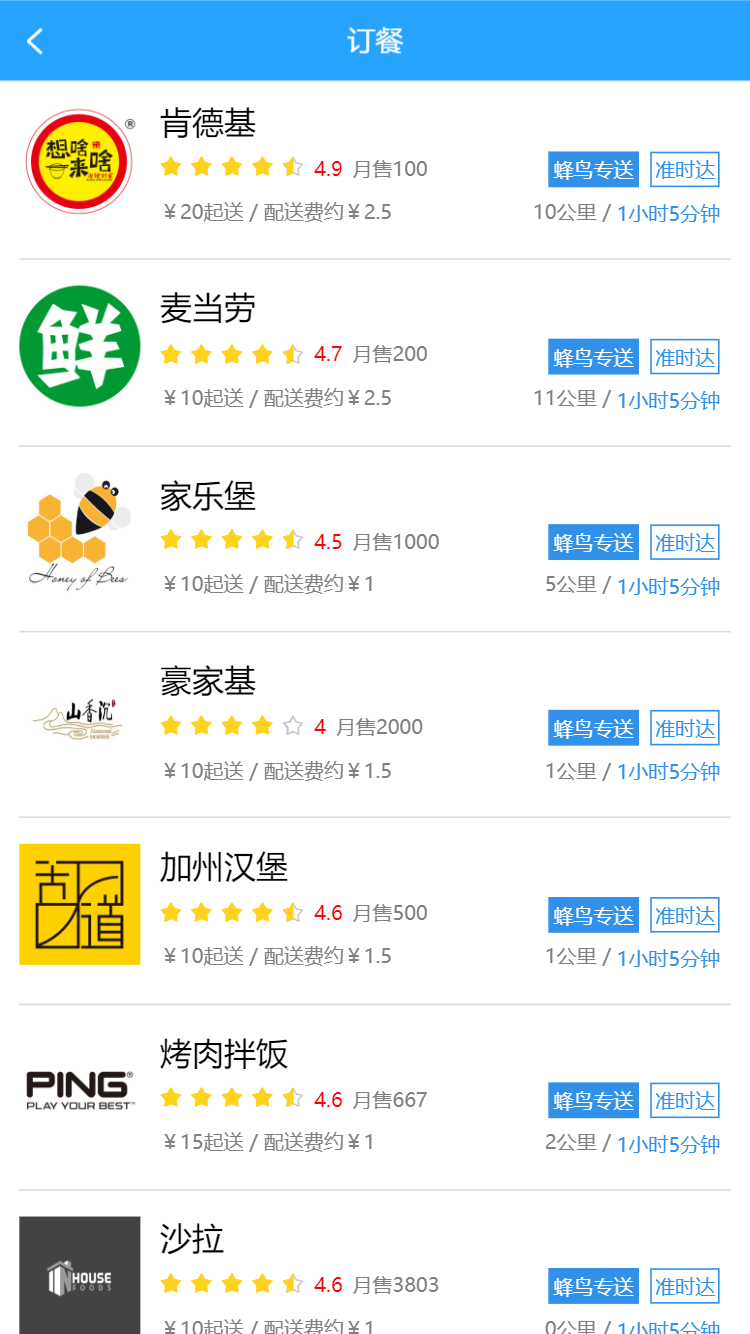 订餐
想啥来啥
®
肯德基
4.9 月售100
蜂鸟专送 准时达
¥20起送 / 配送费约¥2.5
10公里 / 1小时5分钟
鲜
麦当劳
4.7 月售200
蜂鸟专送 准时达
¥10起送 / 配送费约¥2.5
11公里 / 1小时5分钟
Honey of Bees
家乐堡
4.5 月售1000
蜂鸟专送 准时达
¥10起送 / 配送费约¥1
5公里 / 1小时5分钟
山香沉
豪家基
4 月售2000
蜂鸟专送 准时达
¥10起送 / 配送费约¥1.5
1公里 / 1小时5分钟
古道
加州汉堡
4.6 月售500
蜂鸟专送 准时达
¥10起送 / 配送费约¥1.5
1公里 / 1小时5分钟
PING®
PLAY YOUR BEST™
烤肉拌饭
4.6 月售667
蜂鸟专送 准时达
¥15起送 / 配送费约¥1
2公里 / 1小时5分钟
HOUSE
FOODS
沙拉
4.6 月售3803
蜂鸟专送 准时达
¥10起送 / 配送费约¥1
0公里 / 1小时5分钟